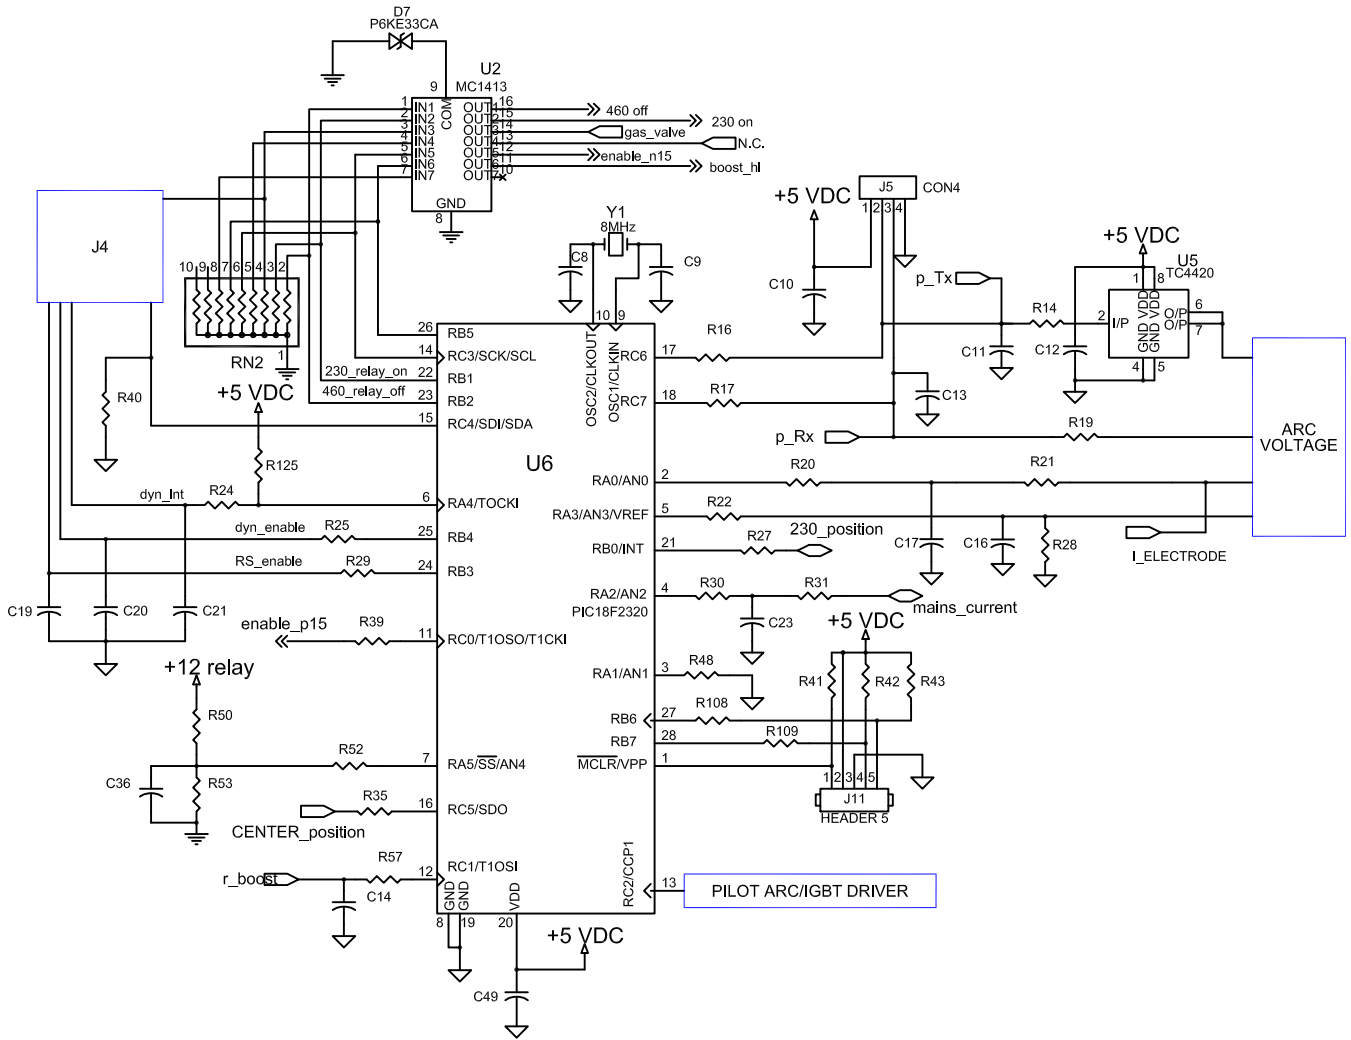 D7
P6KE33CA
U2
MC1413
9
COM
1 IN1 OUT1 16
2 IN2 OUT2 15
3 IN3 OUT3 14
4 IN4 OUT4 13
5 IN5 OUT5 12
6 IN6 OUT6 11
7 IN7 OUT7 10
GND
8
460 off
230 on
gas_valve
N.C.
enable_n15
boost_hl
J4
10 9 8 7 6 5 4 3 2
1
RN2
Y1
8MHz
C8
C9
J5
CON4
1 2 3 4
+5 VDC
C10
p_Tx
C11
R14
C12
+5 VDC
U5
TC4420
1 8
VDD VDD
GND GND
2 I/P
O/P 6
O/P 7
4 5
C13
p_Rx
R19
ARC
VOLTAGE
R40
+5 VDC
R125
230_relay_on
460_relay_off
26 RB5
14 RC3/SCK/SCL
22 RB1
23 RB2
15 RC4/SDI/SDA
10 9
OSC2/CLKOUT
OSC1/CLKIN
RC6 17 R16
RC7 18 R17
U6
dyn_Int R24 6 RA4/TOCKI
dyn_enable R25 25 RB4
RS_enable R29 24 RB3
C19
C20
C21
RA0/AN0 2 R20 R21
RA3/AN3/VREF 5 R22
C17
C16
R28
I_ELECTRODE
RB0/INT 21 R27 230_position
RA2/AN2 4 R30 R31 mains_current
PIC18F2320
C23
enable_p15 R39 11 RC0/T1OSO/T1CKI
RA1/AN1 3 R48
+5 VDC
R41 R42 R43
RB6 27 R108
RB7 28 R109
MCLR/VPP 1
1 2 3 4 5
J11
HEADER 5
+12 relay
R50
R52 7 RA5/SS/AN4
C36
R53
R35 16 RC5/SDO
CENTER_position
r_boost R57 12 RC1/T1OSI
C14
RC2/CCP1 13 PILOT ARC/IGBT DRIVER
GND GND VDD
8 19 20
+5 VDC
C49